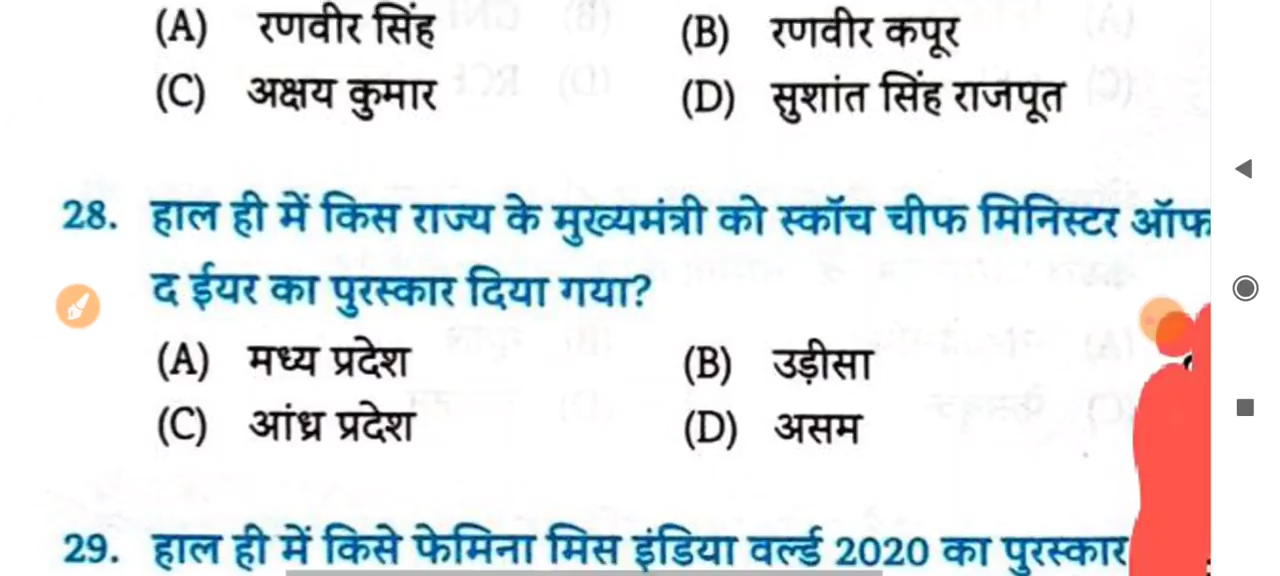 (A) रणवीर सिंह (B) रणवीर कपूर
(C) अक्षय कुमार (D) सुशांत सिंह राजपूत
28. हाल ही में किस राज्य के मुख्यमंत्री को स्कॉच चीफ मिनिस्टर ऑफ
द ईयर का पुरस्कार दिया गया?
(A) मध्य प्रदेश (B) उड़ीसा
(C) आंध्र प्रदेश (D) असम
29. हाल ही में किसे फेमिना मिस इंडिया वर्ल्ड 2020 का पुरस्कार